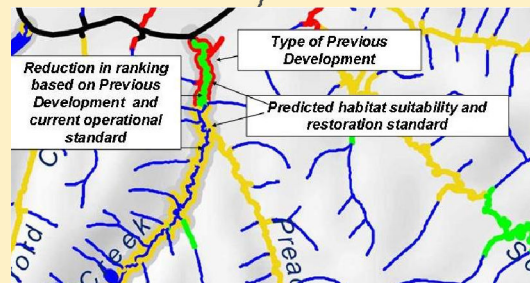 Type of Previous
Development
Reduction in ranking
based on Previous
Development and
current operational
standard
Predicted habitat suitability and
restoration standard
Creek